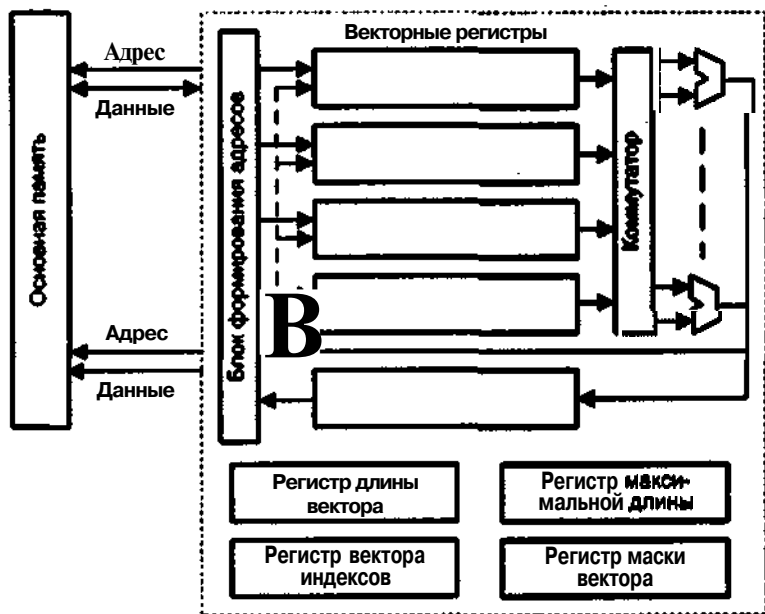 Векторные регистры
Адрес
Данные
Основная память
Блок формирования адресов
Коммутатор
В
Адрес
Данные
Регистр длины
вектора
Регистр макси-
мальной длины
Регистр вектора
индексов
Регистр маски
вектора